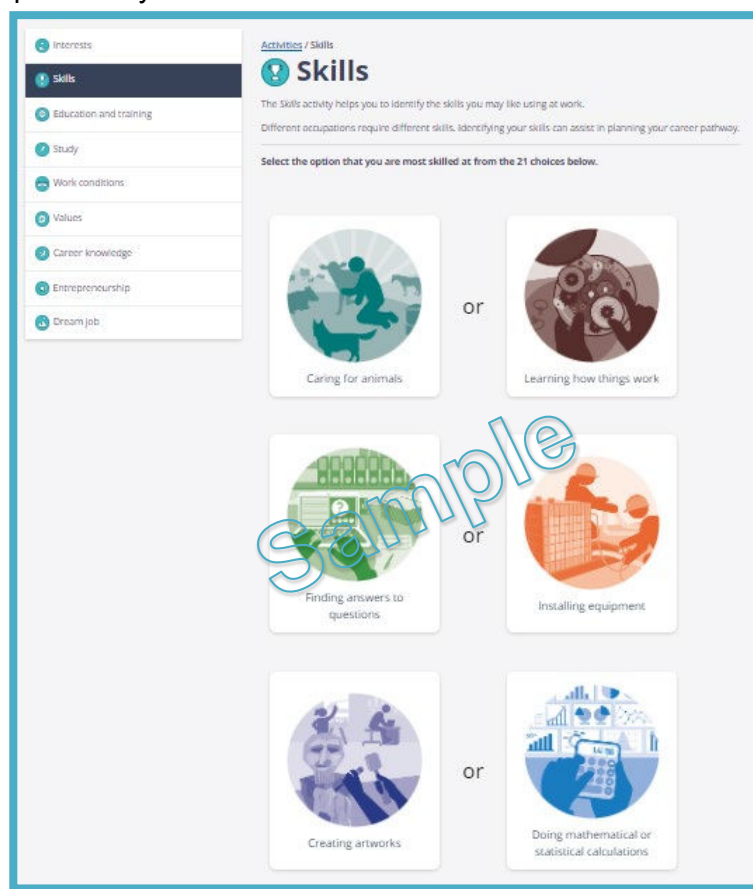 Interests
Skills
Education and training
Study
Work conditions
Values
Career knowledge
Entrepreneurship
Dream job
Activities / Skills
Skills
The Skills activity helps you to identify the skills you may like using at work.
Different occupations require different skills. Identifying your skills can assist in planning your career pathway.
Select the option that you are most skilled at from the 21 choices below.
Caring for animals
or
Learning how things work
Sample
Finding answers to
questions
or
Installing equipment
Creating artworks
or
Doing mathematical or
statistical calculations